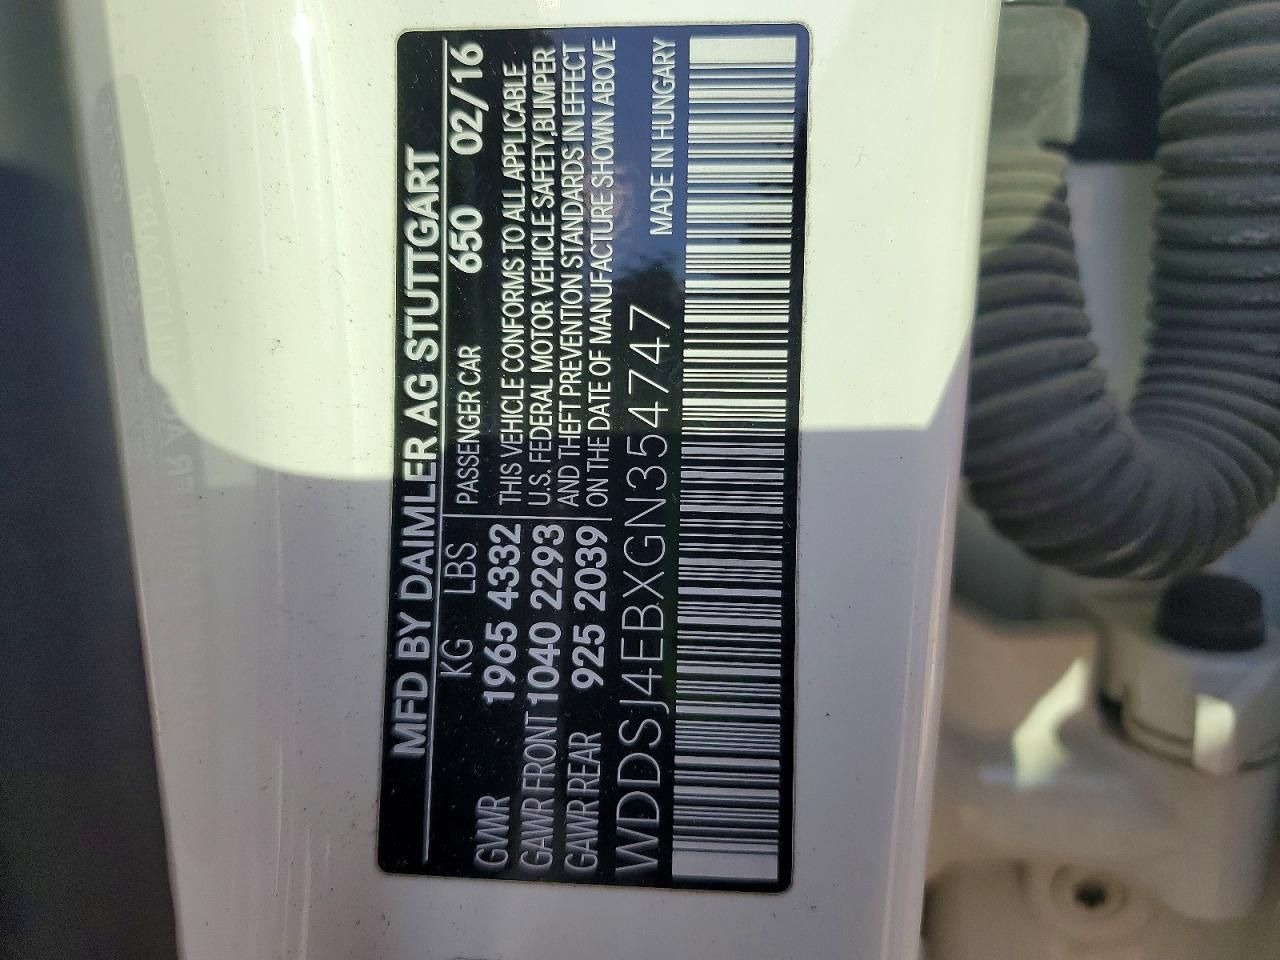 MFD BY DAIMLER AG STUTTGART
KG LBS PASSENGER CAR 650 02/16
GVWR 1965 4332 THIS VEHICLE CONFORMS TO ALL APPLICABLE
GAWR FRONT 1040 2293 U.S. FEDERAL MOTOR VEHICLE SAFETY,BUMPER
GAWR REAR 925 2039 AND THEFT PREVENTION STANDARDS IN EFFECT
ON THE DATE OF MANUFACTURE SHOWN ABOVE
WDDSJ4EBXGN354747 MADE IN HUNGARY